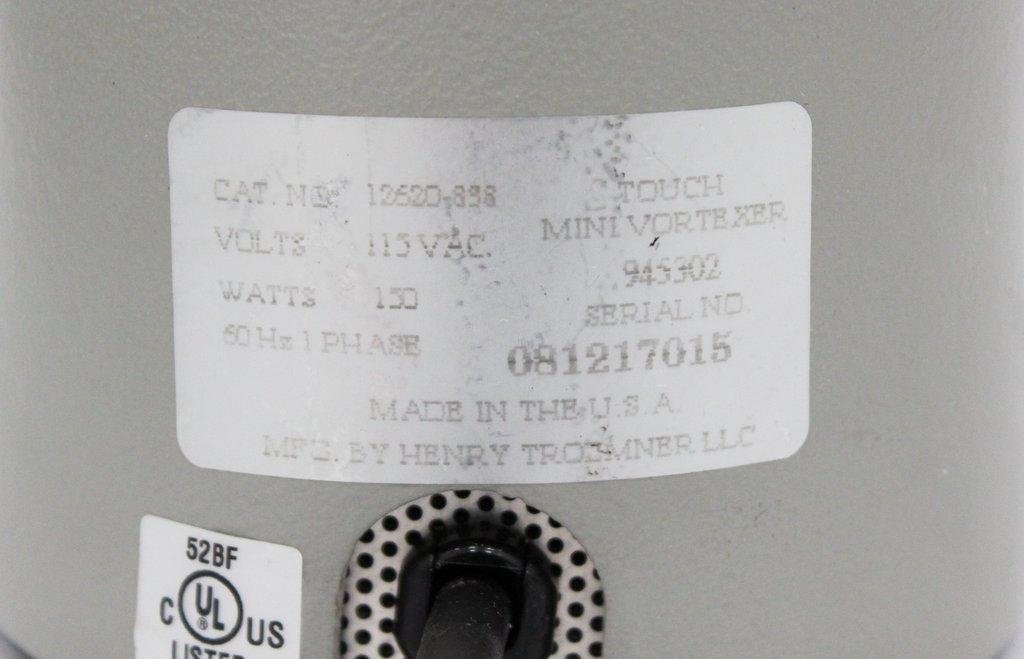 CAT. NO. 12620-838
VOLTS 115 VAC.
WATTS 150
60 Hz 1 PHASE
S. TOUCH
MINI VORTEXER
945302
SERIAL NO.
081217015
MADE IN THE U.S.A.
MFG. BY HENRY TROEMNER LLC
52BF
C UL ® US
LISTED